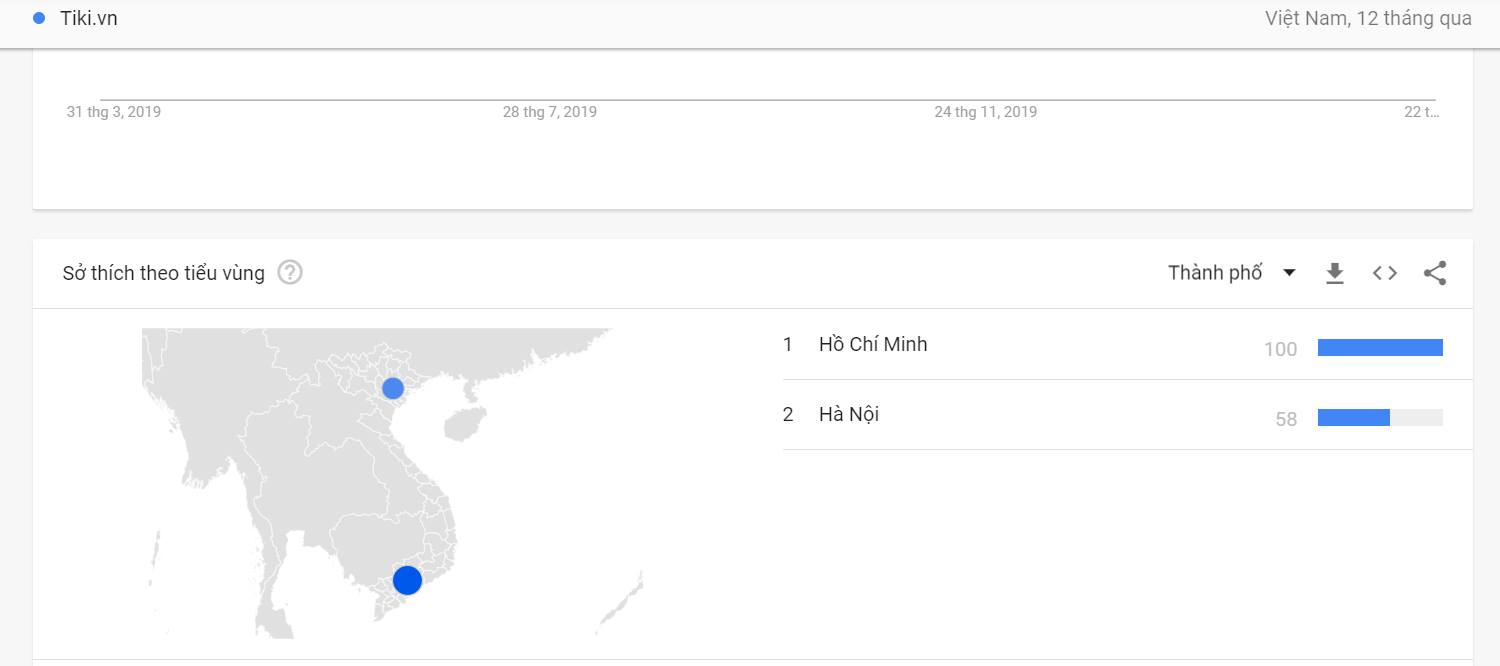 Tiki.vn
Việt Nam, 12 tháng qua
31 thg 3, 2019
28 thg 7, 2019
24 thg 11, 2019
22 t...
Sở thích theo tiểu vùng
?
Thành phố
1 Hồ Chí Minh 100
2 Hà Nội 58